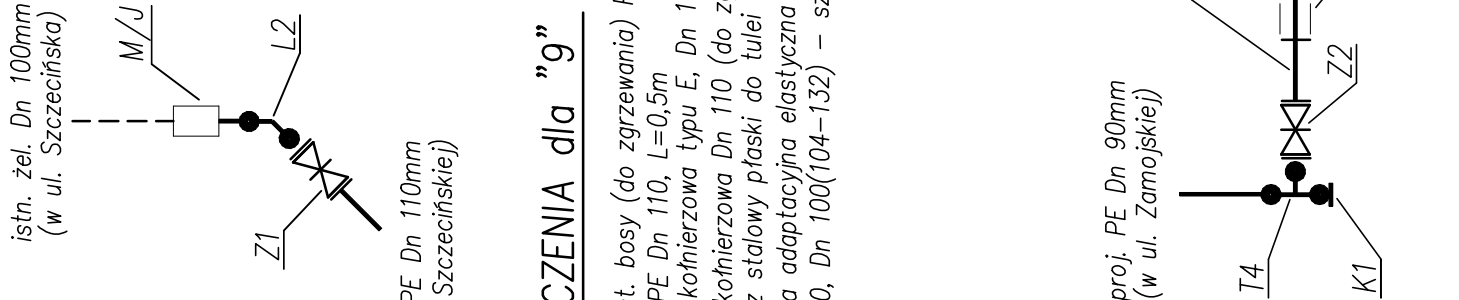 istn. żel. Dn 100mm
(w ul. Szczecińska)
M/J
L2
Z1
PE Dn 110mm
Szczecińskiej)
CZENIA dla "9"
t. bosy (do zgrzewania)
PE Dn 110, L=0,5m
kołnierzowa typu E, Dn 1
kołnierzowa Dn 110 (do z
z stalowy płaski do tulei
a adaptacyjna elastyczna
0, Dn 100(104-132) - sz
proj. PE Dn 90mm
(w ul. Zamojskiej)
Z2
T4
K1